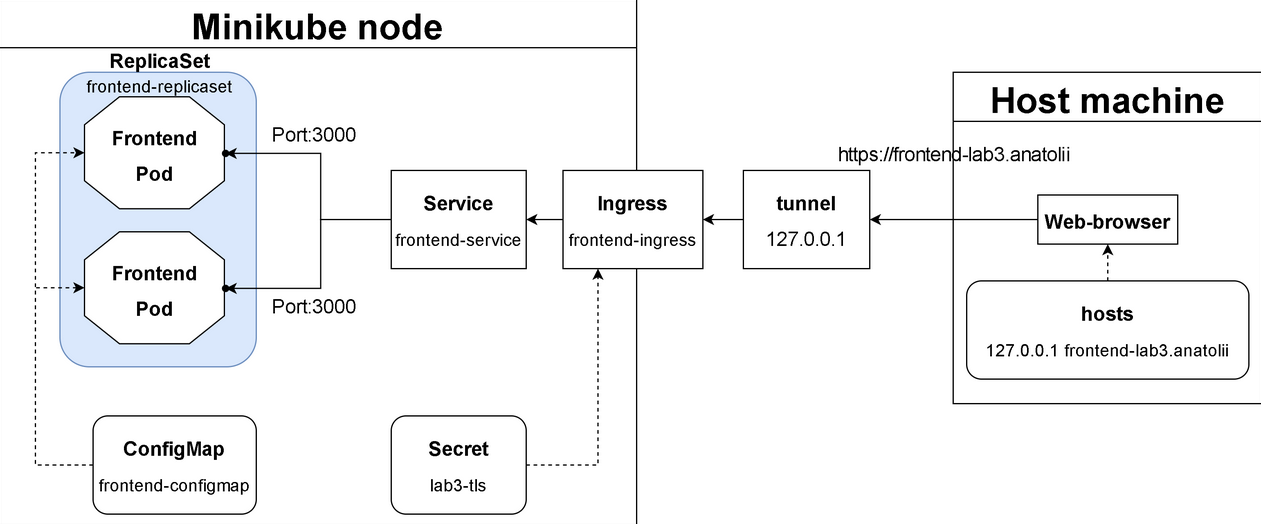 Minikube node
ReplicaSet
frontend-replicaset
Frontend
Pod
Port:3000
Frontend
Pod
Port:3000
Service
frontend-service
Ingress
frontend-ingress
tunnel
127.0.0.1
https://frontend-lab3.anatolii
Host machine
Web-browser
hosts
127.0.0.1 frontend-lab3.anatolii
ConfigMap
frontend-configmap
Secret
lab3-tls